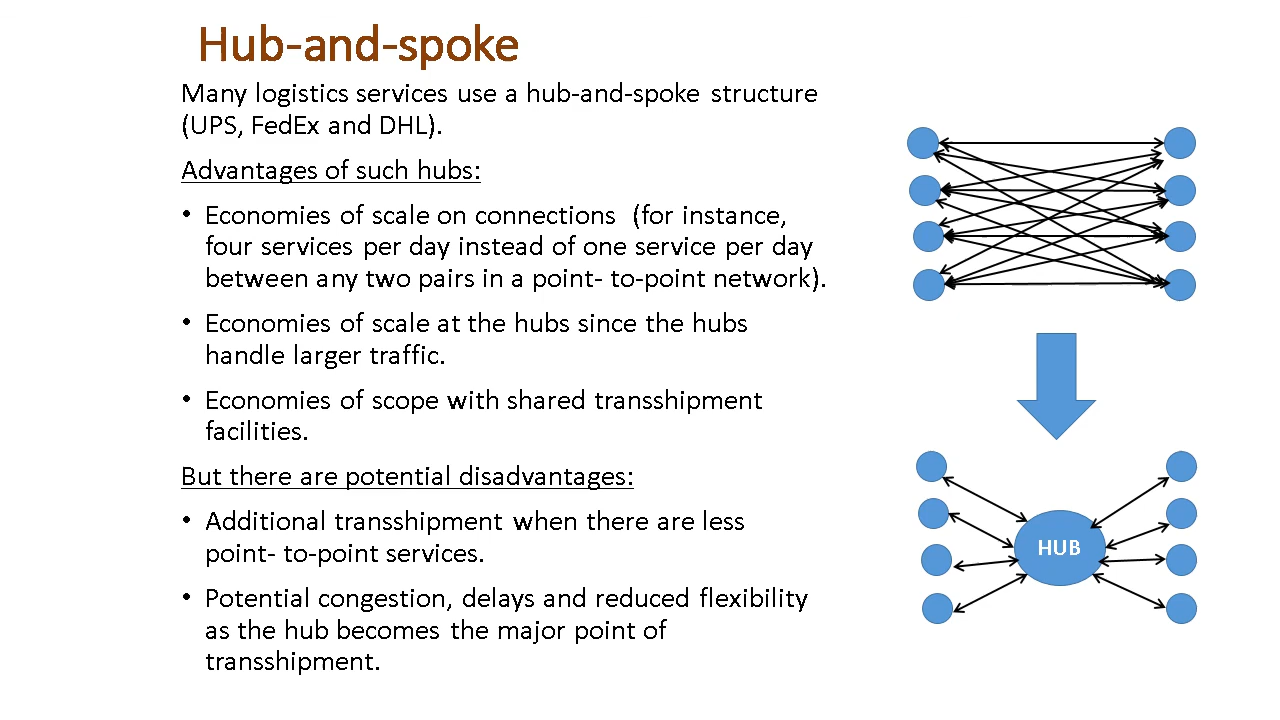 Hub-and-spoke
Many logistics services use a hub-and-spoke structure
(UPS, FedEx and DHL).
Advantages of such hubs:
• Economies of scale on connections  (for instance,
four services per day instead of one service per day
between any two pairs in a point- to-point network).
• Economies of scale at the hubs since the hubs
handle larger traffic.
• Economies of scope with shared transshipment
facilities.
But there are potential disadvantages:
• Additional transshipment when there are less
point- to-point services.
• Potential congestion, delays and reduced flexibility
as the hub becomes the major point of
transshipment.
HUB